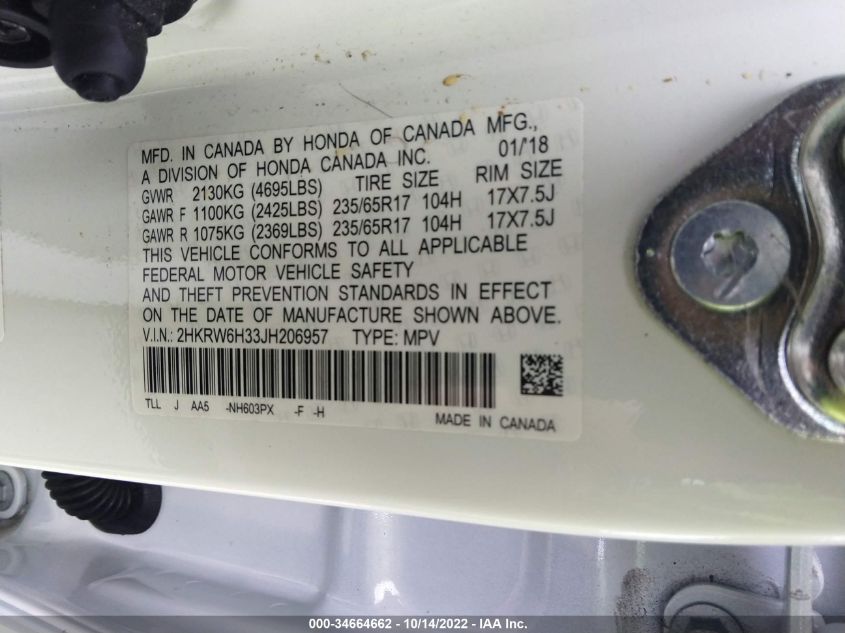 MFD. IN CANADA BY HONDA OF CANADA MFG.,
A DIVISION OF HONDA CANADA INC. 01/18
GVWR 2130KG (4695LBS) TIRE SIZE RIM SIZE
GAWR F 1100KG (2425LBS) 235/65R17 104H 17X7.5J
GAWR R 1075KG (2369LBS) 235/65R17 104H 17X7.5J
THIS VEHICLE CONFORMS TO ALL APPLICABLE
FEDERAL MOTOR VEHICLE SAFETY
AND THEFT PREVENTION STANDARDS IN EFFECT
ON THE DATE OF MANUFACTURE SHOWN ABOVE.
V.I.N.: 2HKRW6H33JH206957 TYPE: MPV
TLL J AA5 -NH603PX -F -H
MADE IN CANADA
000-34664662 - 10/14/2022 - IAA Inc.